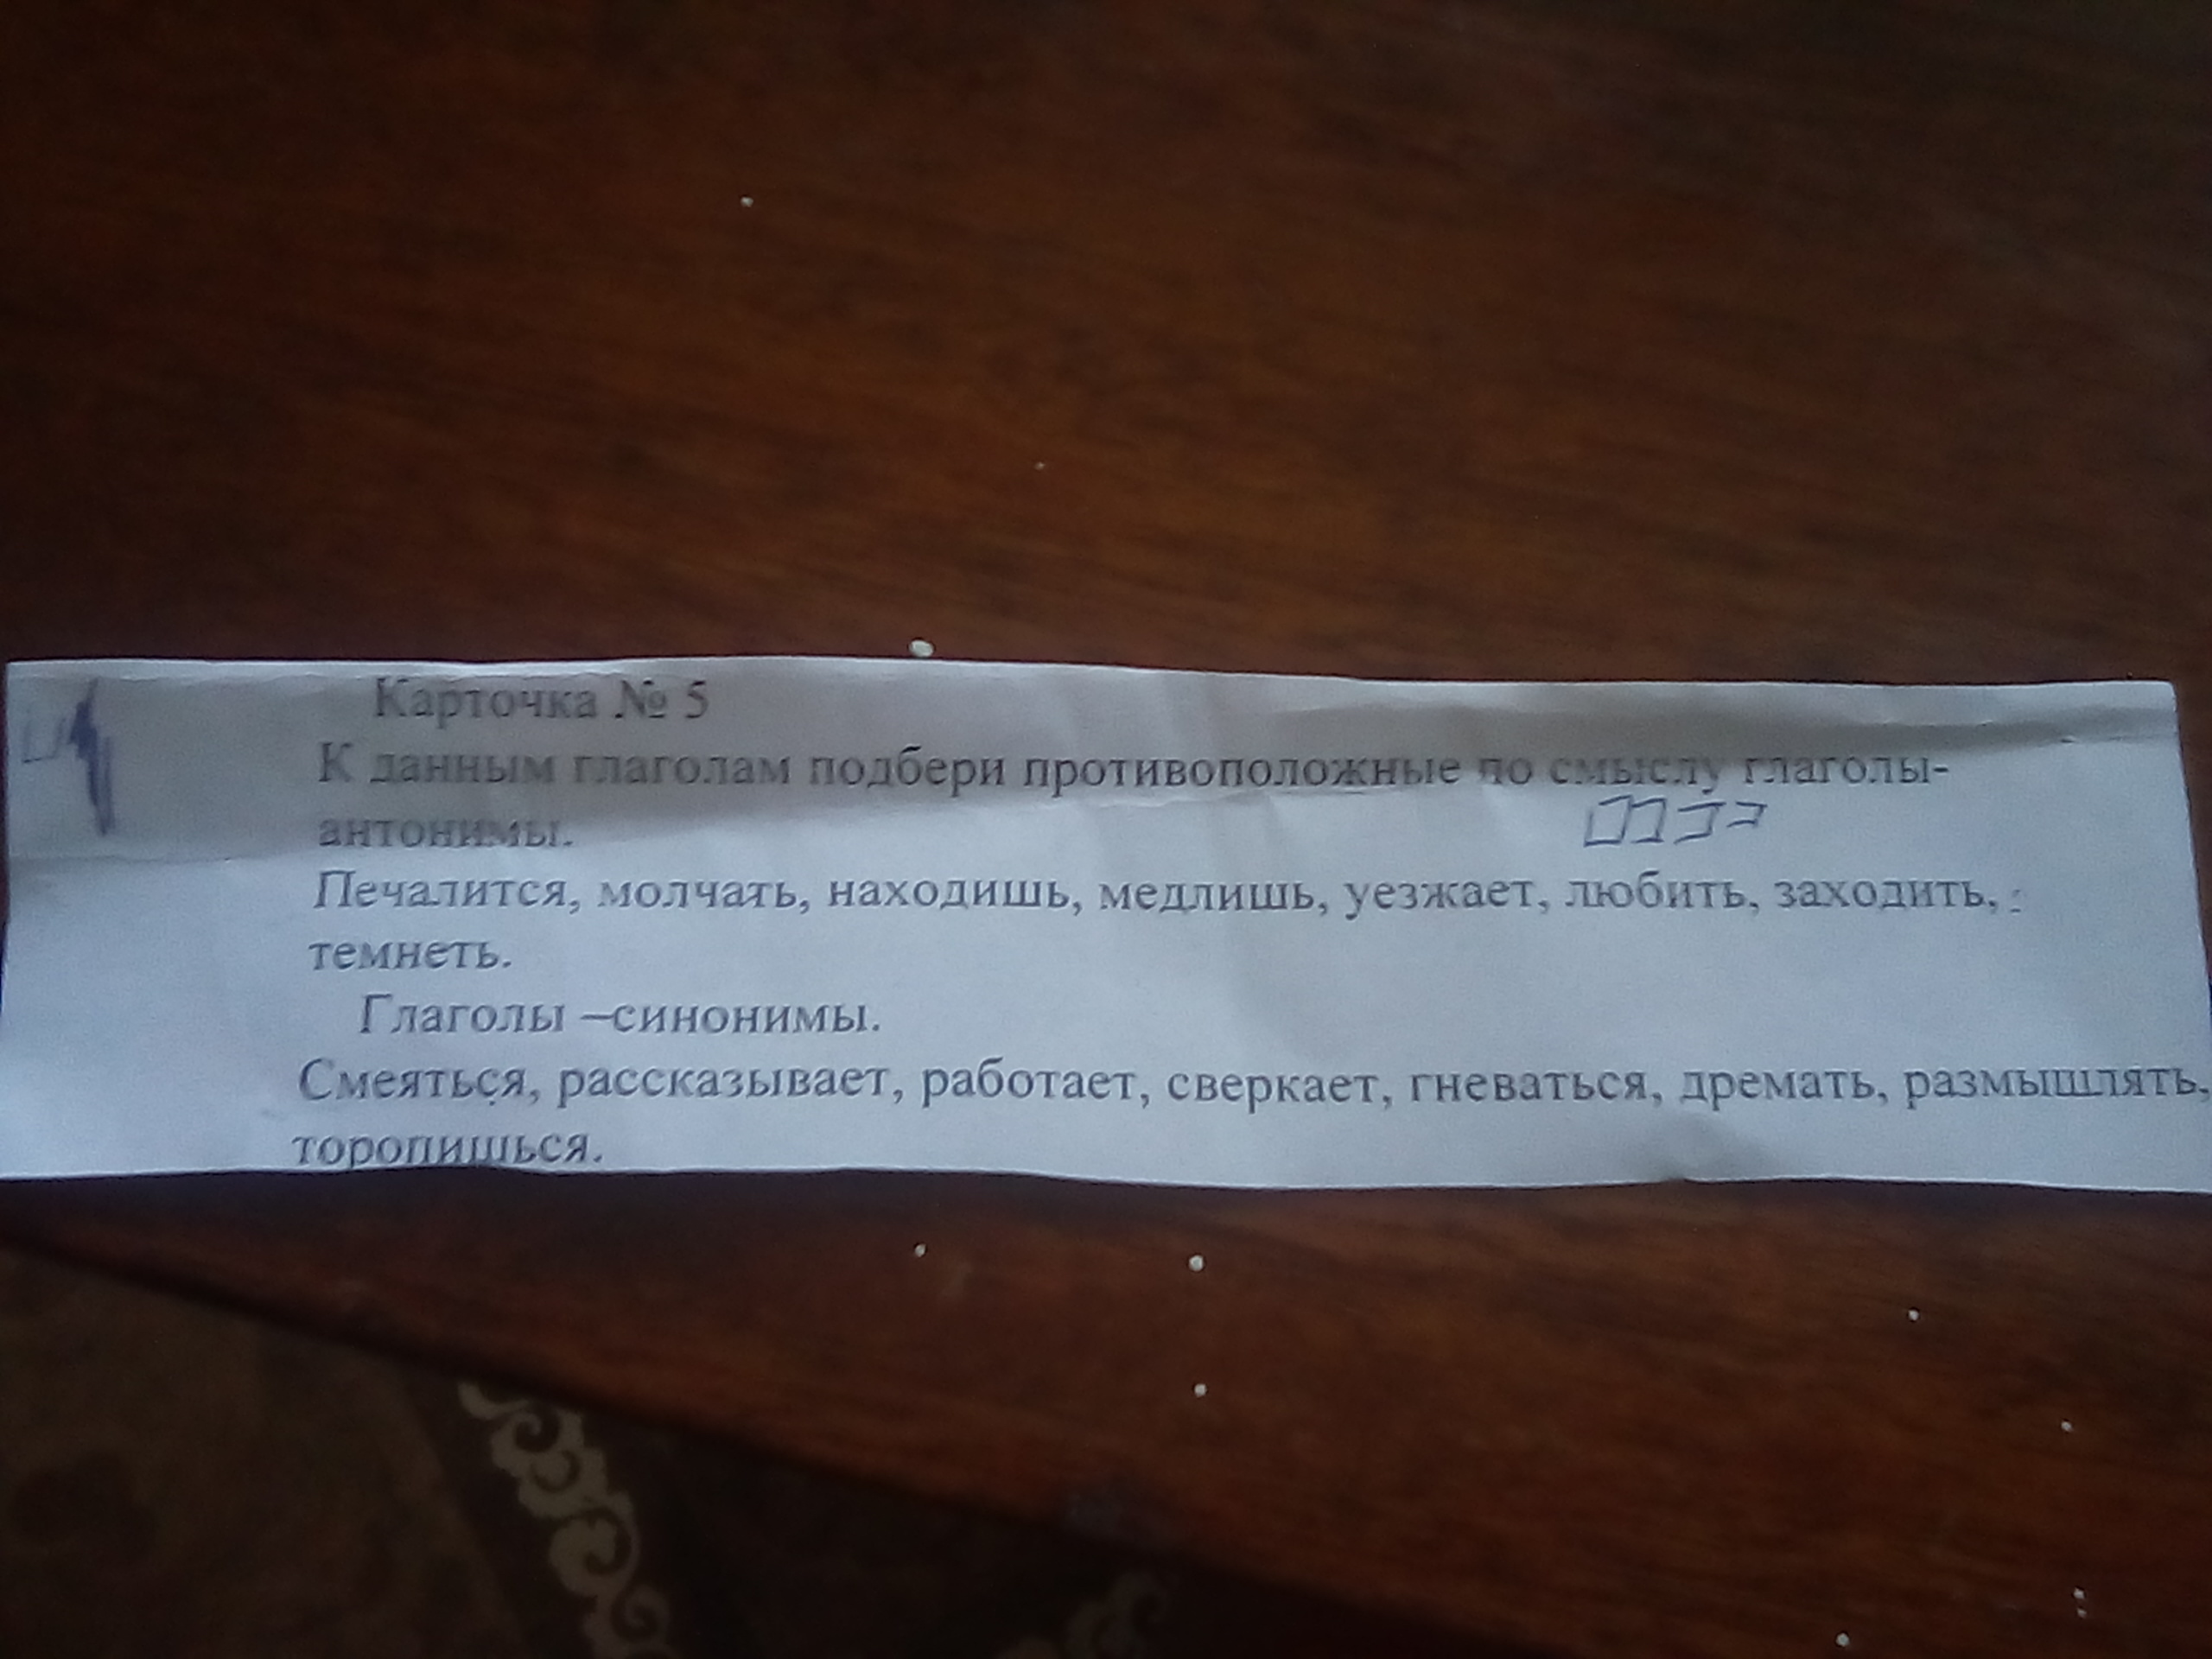 Карточка № 5
К данным глаголам подбери противоположные по смыслу глаголы-
антонимы.
Печалится, молчать, находишь, медлишь, уезжает, любить, заходить, :
темнеть.
Глаголы –синонимы.
Смеяться, рассказывает, работает, сверкает, гневаться, дремать, размышлять,
торопишься.